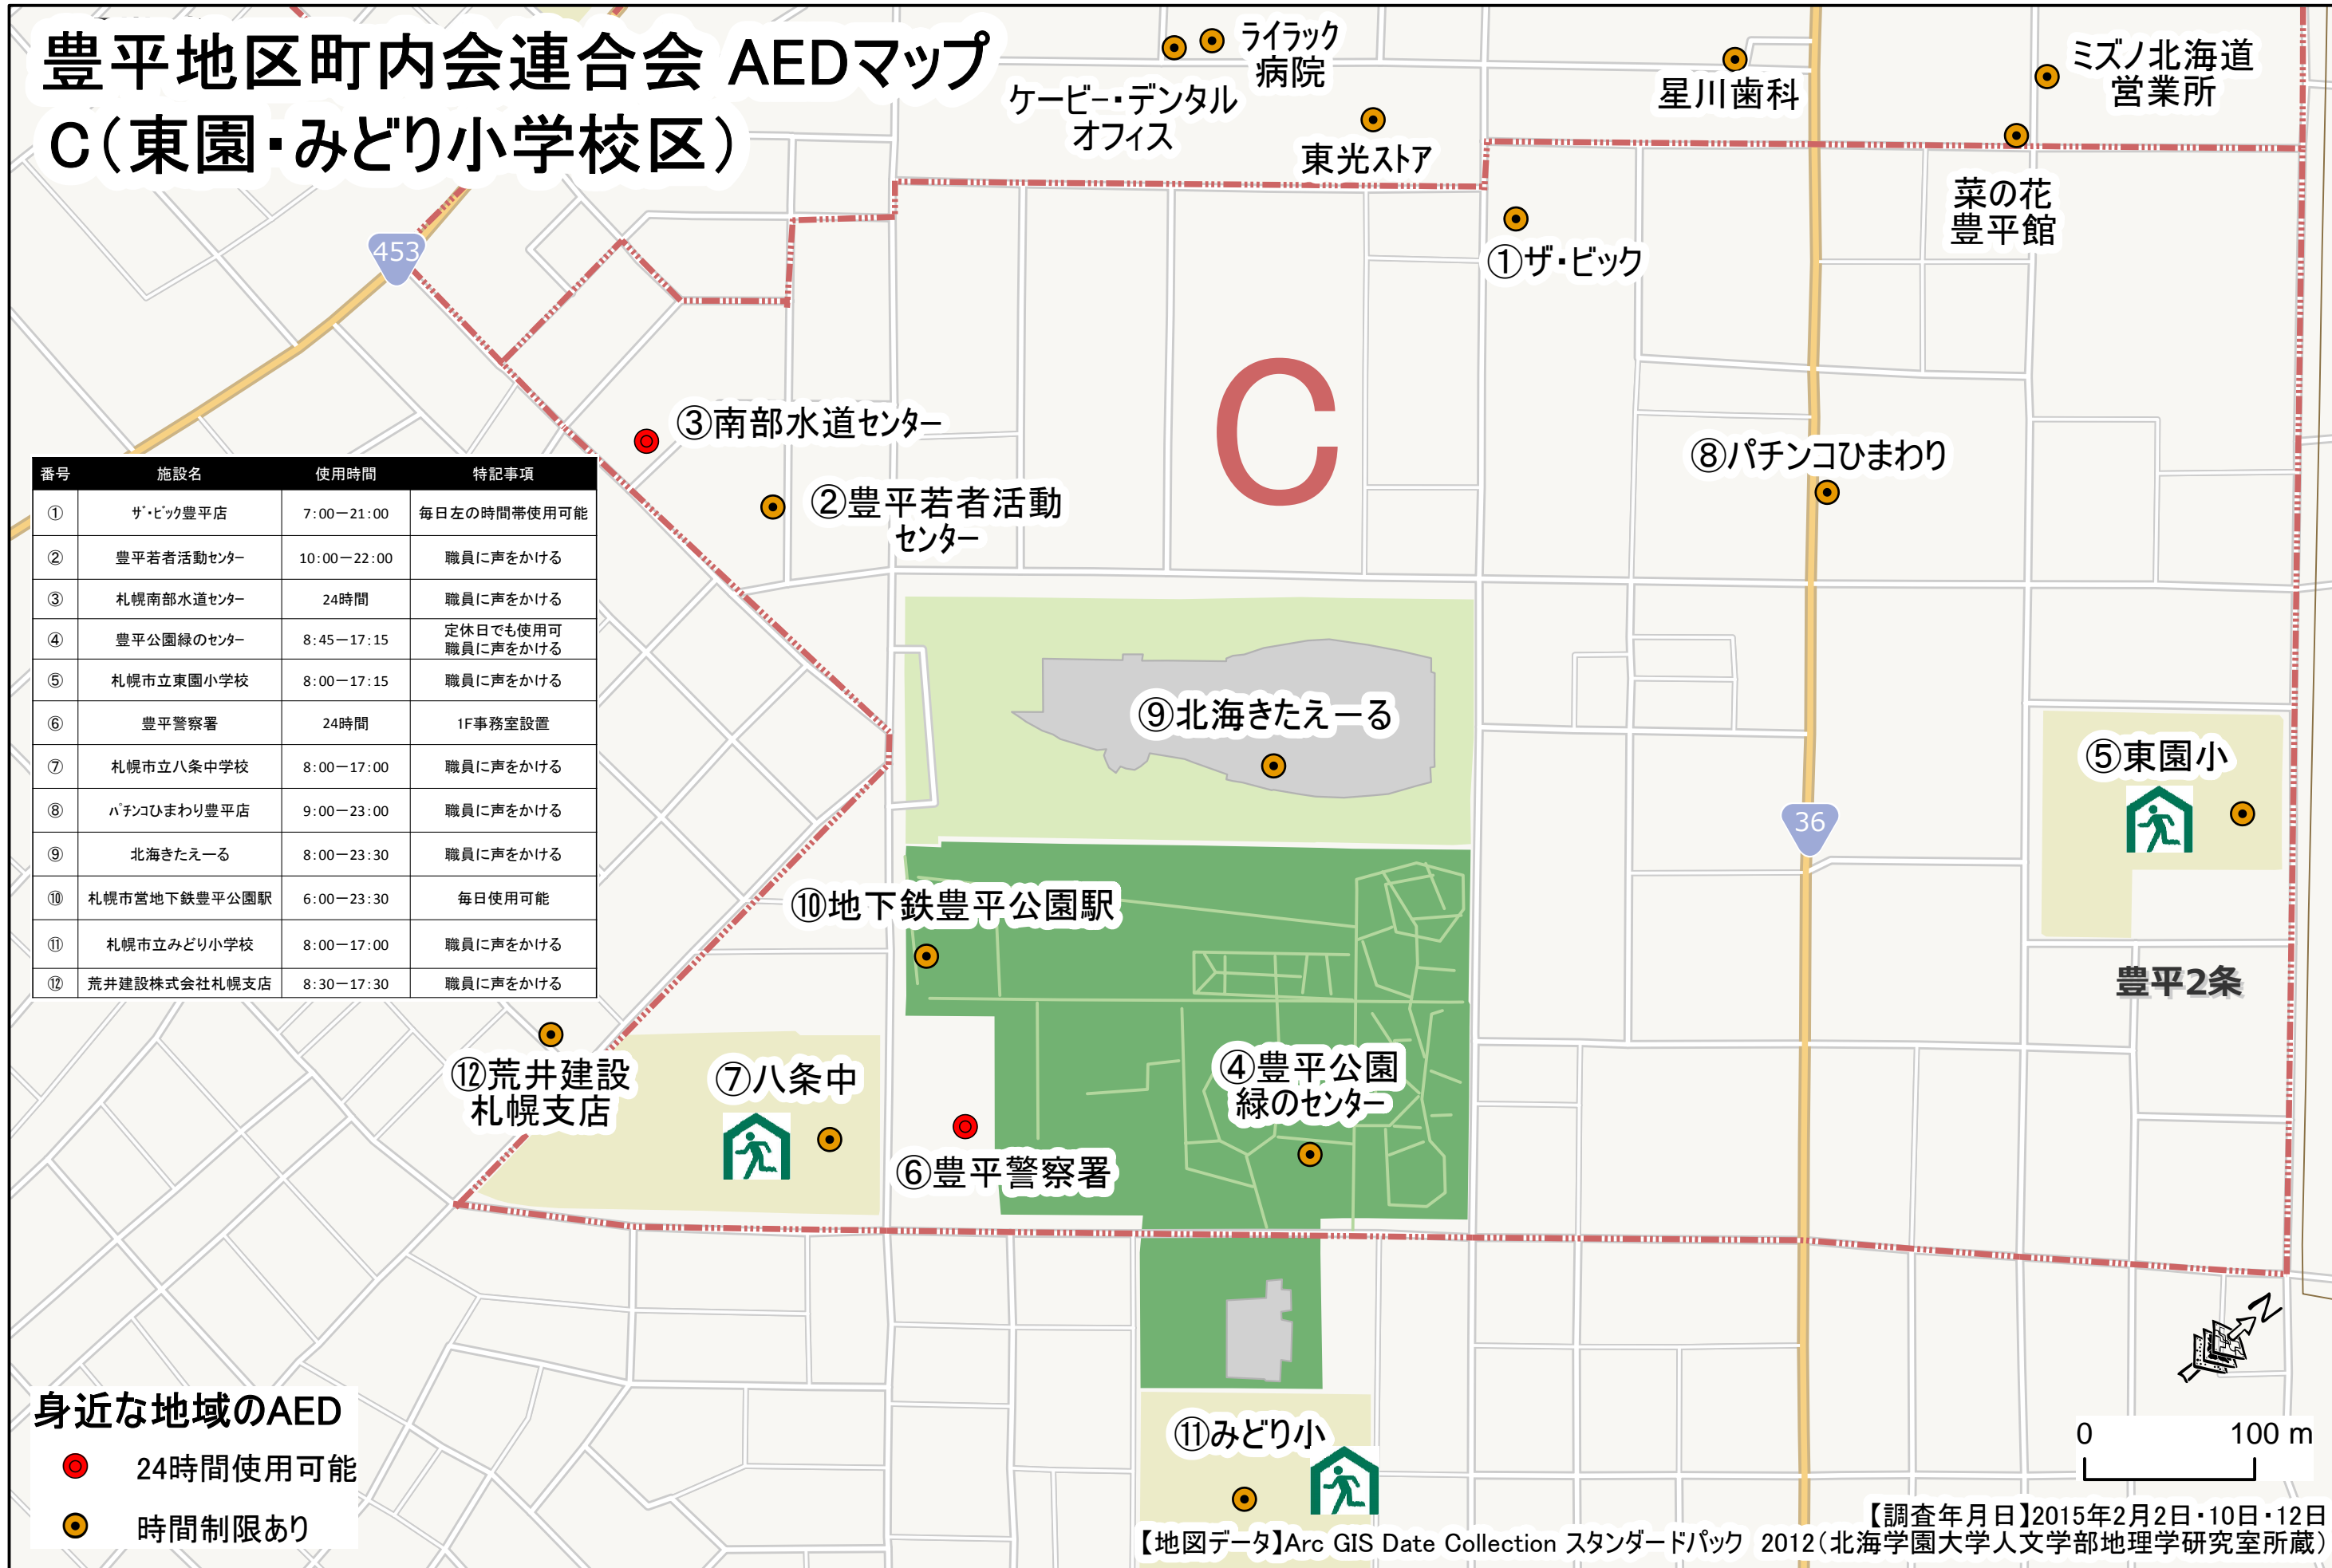 豊平地区町内会連合会 AEDマップ
C(東園・みどり小学校区)
ライラック
病院
ケービー・デンタル
オフィス
東光ストア
星川歯科
ミズノ北海道
営業所
菜の花
豊平館
453
①ザ・ビック
C
③南部水道センター
②豊平若者活動
センター
⑧パチンコひまわり
番号 施設名 使用時間 特記事項
① ザ・ビック豊平店 7:00-21:00 毎日左の時間帯使用可能
② 豊平若者活動センター 10:00-22:00 職員に声をかける
③ 札幌南部水道センター 24時間 職員に声をかける
④ 豊平公園緑のセンター 8:45-17:15 定休日でも使用可
職員に声をかける
⑤ 札幌市立東園小学校 8:00-17:15 職員に声をかける
⑥ 豊平警察署 24時間 1F事務室設置
⑦ 札幌市立八条中学校 8:00-17:00 職員に声をかける
⑧ パチンコひまわり豊平店 9:00-23:00 職員に声をかける
⑨ 北海きたえーる 8:00-23:30 職員に声をかける
⑩ 札幌市営地下鉄豊平公園駅 6:00-23:30 毎日使用可能
⑪ 札幌市立みどり小学校 8:00-17:00 職員に声をかける
⑫ 荒井建設株式会社札幌支店 8:30-17:30 職員に声をかける
⑨北海きたえーる
⑤東園小
36
⑩地下鉄豊平公園駅
豊平2条
⑫荒井建設
札幌支店
⑦八条中
④豊平公園
緑のセンター
⑥豊平警察署
N
身近な地域のAED
24時間使用可能
時間制限あり
⑪みどり小
0 100 m
【調査年月日】2015年2月2日・10日・12日
【地図データ】Arc GIS Date Collection スタンダードパック 2012(北海学園大学人文学部地理学研究室所蔵)